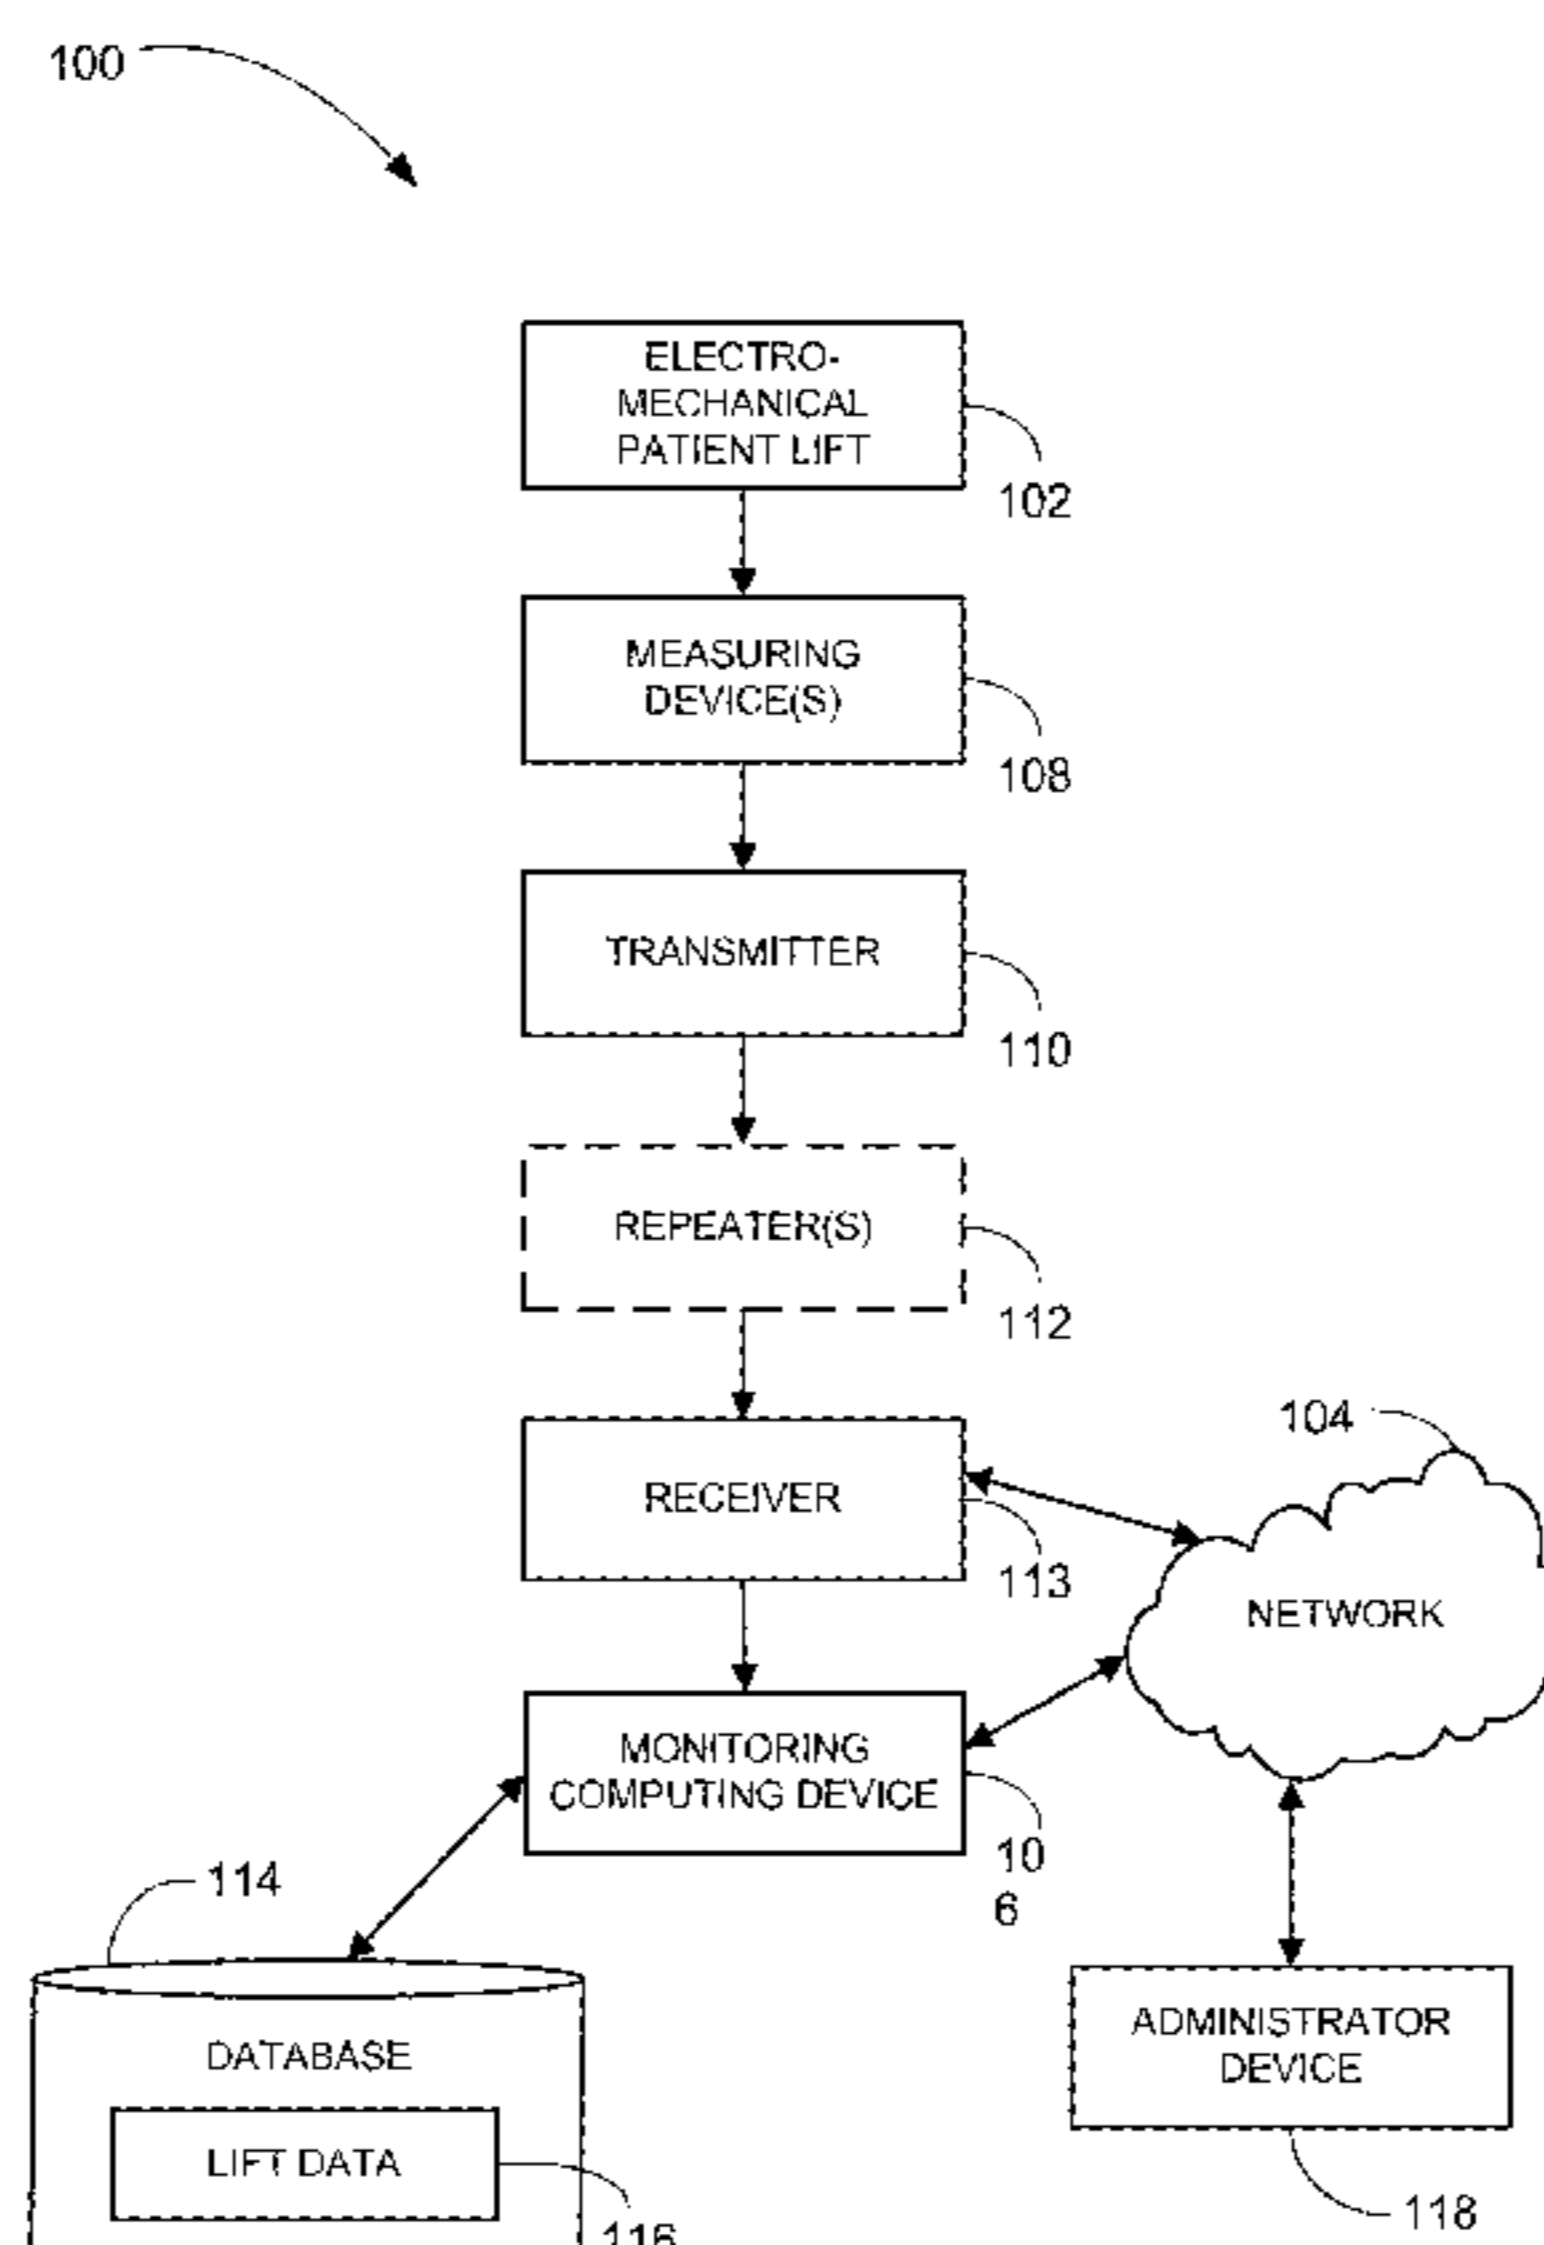 100
ELECTRO-
MECHANICAL
PATIENT LIFT
102
MEASURING
DEVICE(S)
108
TRANSMITTER
110
REPEATER(S)
112
104
RECEIVER
113
NETWORK
MONITORING
COMPUTING DEVICE
10
6
114
DATABASE
ADMINISTRATOR
DEVICE
LIFT DATA
118
116